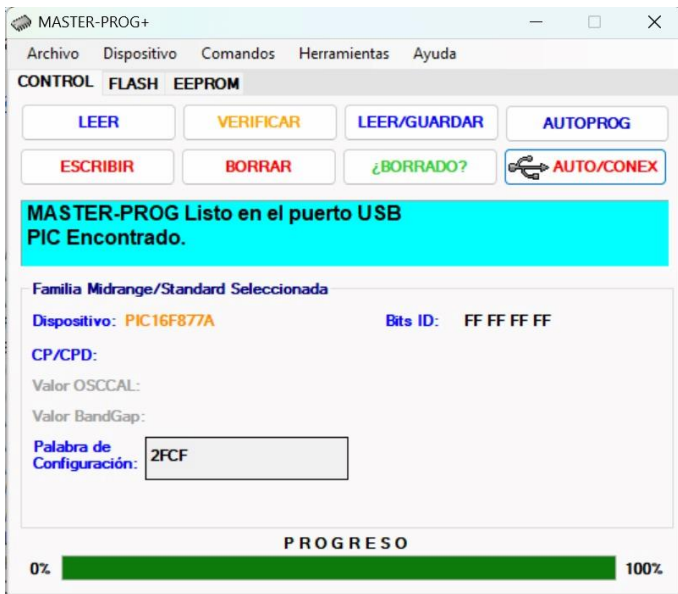 MASTER-PROG+
Archivo Dispositivo Comandos Herramientas Ayuda
CONTROL FLASH EEPROM
LEER VERIFICAR LEER/GUARDAR AUTOPROG
ESCRIBIR BORRAR ¿BORRADO? AUTO/CONEX
MASTER-PROG Listo en el puerto USB
PIC Encontrado.
Familia Midrange/Standard Seleccionada
Dispositivo: PIC16F877A Bits ID: FF FF FF FF
CP/CPD:
Valor OSCCAL:
Valor BandGap:
Palabra de
Configuración: 2FCF
PROGRESO
0% 100%